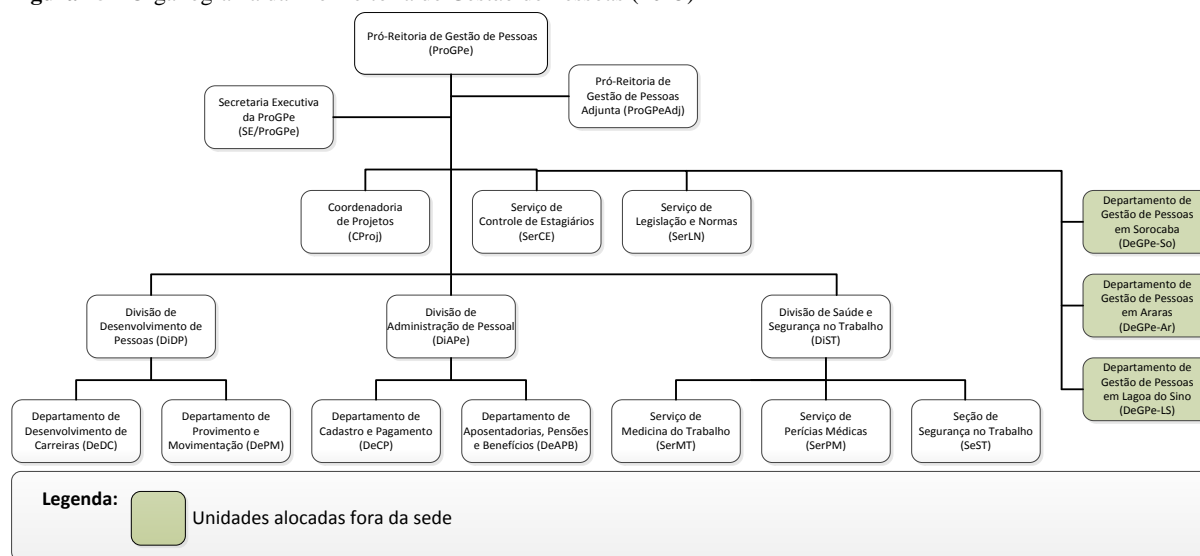 Pró-Reitoria de Gestão de Pessoas
(ProGPe)
Pró-Reitoria de
Gestão de Pessoas
Adjunta (ProGPeAdj)
Secretaria Executiva
da ProGPe
(SE/ProGPe)
Coordenadoria
de Projetos
(CProj)
Serviço de
Controle de Estagiários
(SerCE)
Serviço de
Legislação e Normas
(SerLN)
Departamento de
Gestão de Pessoas
em Sorocaba
(DeGPe-So)
Departamento de
Gestão de Pessoas
em Araras
(DeGPe-Ar)
Departamento de
Gestão de Pessoas
em Lagoa do Sino
(DeGPe-LS)
Divisão de
Desenvolvimento de
Pessoas (DiDP)
Divisão de
Administração de Pessoal
(DiAPe)
Divisão de Saúde e
Segurança no Trabalho
(DiST)
Departamento de
Desenvolvimento de
Carreiras (DeDC)
Departamento de
Provimento e
Movimentação (DePM)
Departamento de
Cadastro e Pagamento
(DeCP)
Departamento de
Aposentadorias, Pensões
e Benefícios (DeAPB)
Serviço de
Medicina do Trabalho
(SerMT)
Serviço de
Perícias Médicas
(SerPM)
Seção de
Segurança no Trabalho
(SeST)
Legenda:
Unidades alocadas fora da sede